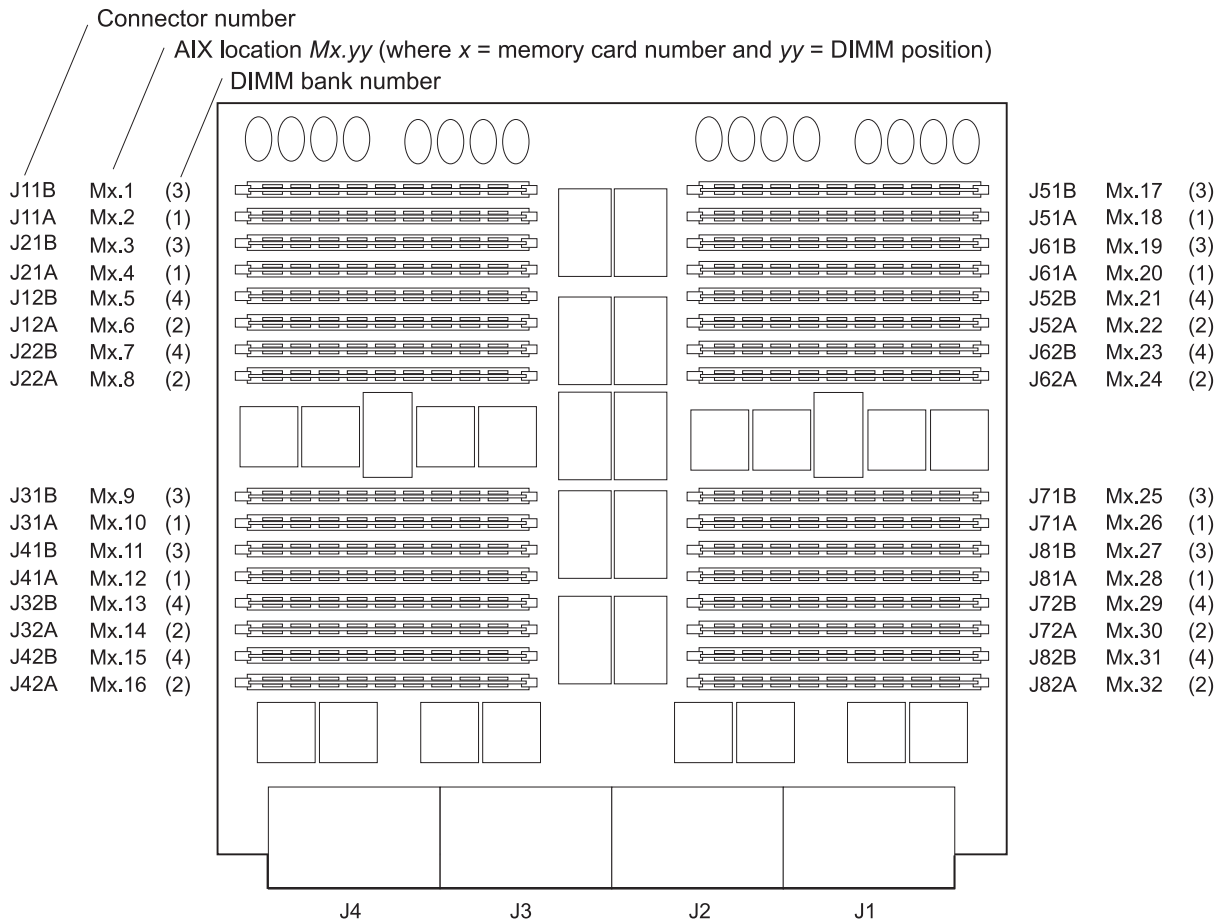 Connector number
AIX location Mx.yy (where x = memory card number and yy = DIMM position)
DIMM bank number
J11B Mx.1 (3)
J11A Mx.2 (1)
J21B Mx.3 (3)
J21A Mx.4 (1)
J12B Mx.5 (4)
J12A Mx.6 (2)
J22B Mx.7 (4)
J22A Mx.8 (2)
J51B Mx.17 (3)
J51A Mx.18 (1)
J61B Mx.19 (3)
J61A Mx.20 (1)
J52B Mx.21 (4)
J52A Mx.22 (2)
J62B Mx.23 (4)
J62A Mx.24 (2)
J31B Mx.9 (3)
J31A Mx.10 (1)
J41B Mx.11 (3)
J41A Mx.12 (1)
J32B Mx.13 (4)
J32A Mx.14 (2)
J42B Mx.15 (4)
J42A Mx.16 (2)
J71B Mx.25 (3)
J71A Mx.26 (1)
J81B Mx.27 (3)
J81A Mx.28 (1)
J72B Mx.29 (4)
J72A Mx.30 (2)
J82B Mx.31 (4)
J82A Mx.32 (2)
J4 J3 J2 J1